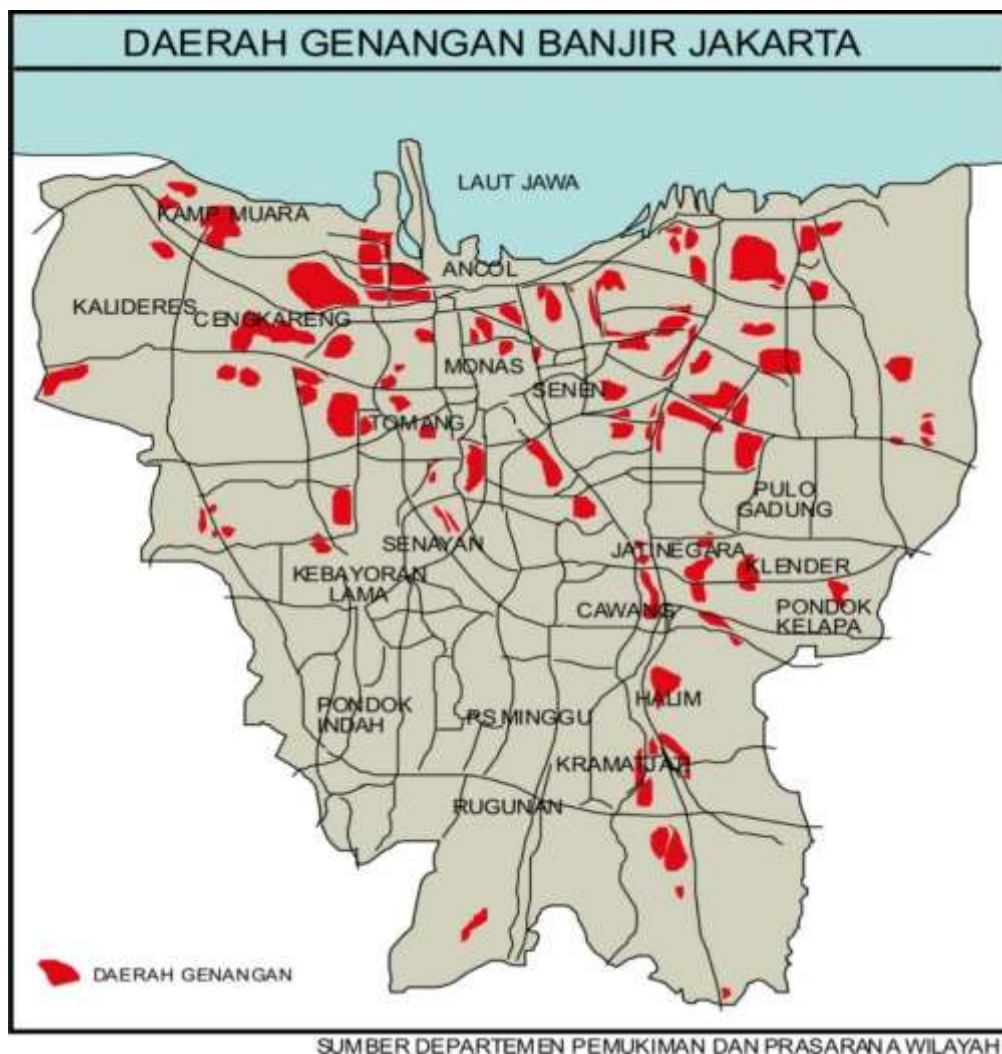 DAERAH GENANGAN BANJIR JAKARTA
LAUT JAWA
KAMP MUARA
ANCOL
KALIDERES
CENGKARENG
MONAS
SENEN
TOMANG
PULO
GADUNG
SENAYAN
JATINEGARA
KLENDER
KEBAYORAN
LAMA
CAWANG
PONDOK
KELAPA
HALIM
PONDOK
INDAH
PS MINGGU
KRAMATJAH
RUGUNAN
DAERAH GENANGAN
SUMBER DEPARTEMEN PEMUKIMAN DAN PRASARANA WILAYAH